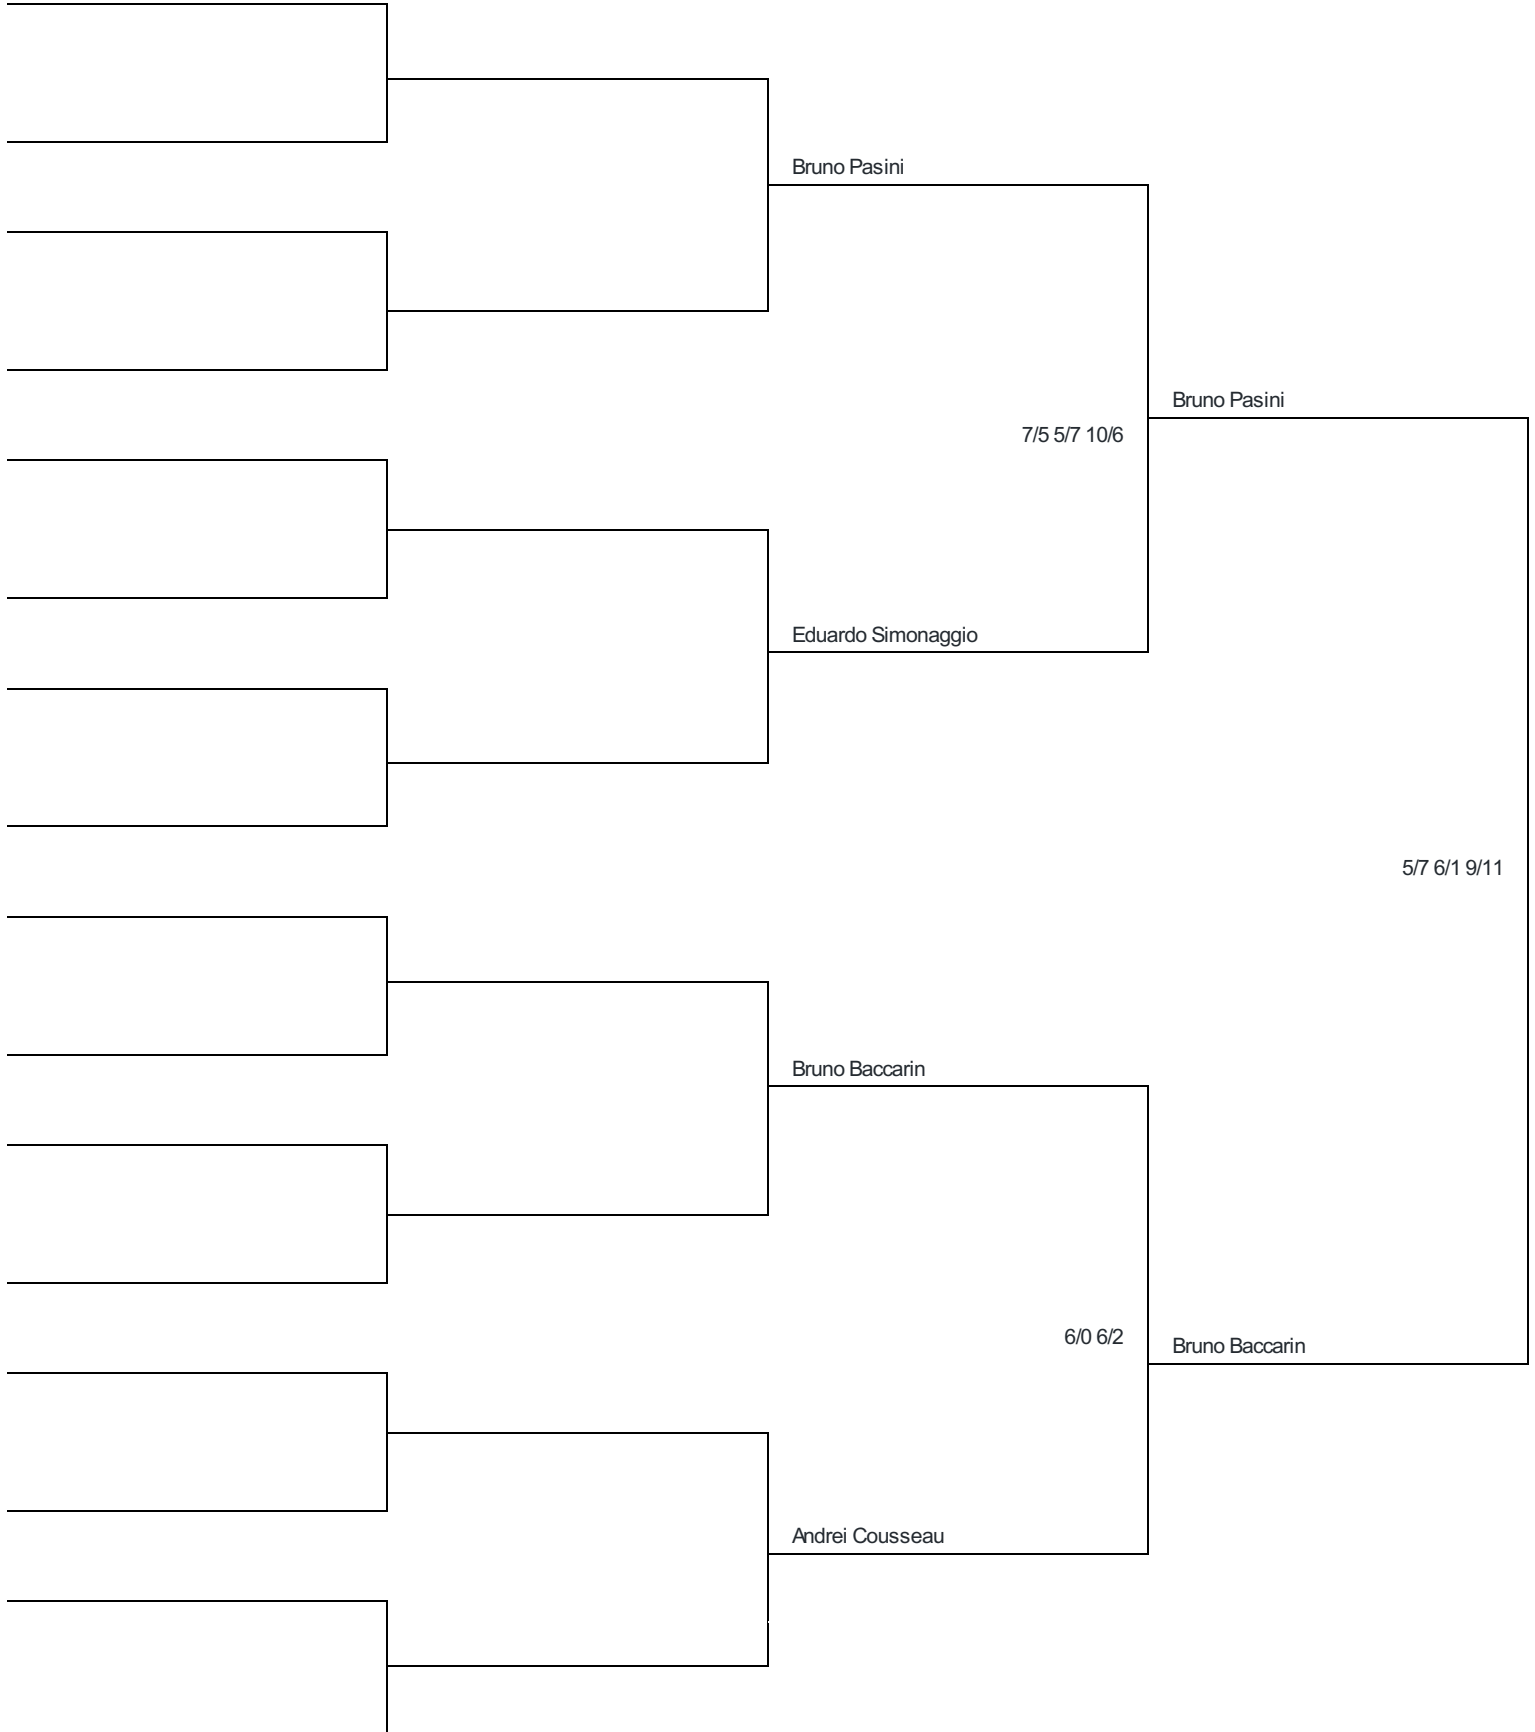 Bruno Pasini
Bruno Pasini
7/5 5/7 10/6
Eduardo Simonaggio
5/7 6/1 9/11
Bruno Baccarin
6/0 6/2
Bruno Baccarin
Andrei Cousseau